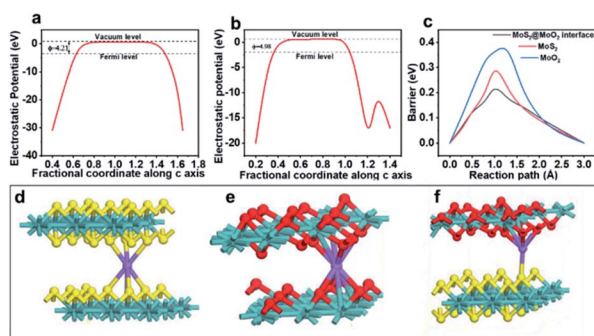 a
Vacuum level
ϕ=4.21
Fermi level
Electrostatic Potential (eV)
0
-10
-20
-30
-40
0.4 0.6 0.8 1.0 1.2 1.4 1.6 1.8
Fractional coordinate along c axis
b
Vacuum level
ϕ=4.98
Fermi level
Electrostatic potential (eV)
0
-5
-10
-15
-20
0.2 0.4 0.6 0.8 1.0 1.2 1.4
Fractional coordinate along c axis
c
MoS₂@MoO₂ interface
MoS₂
MoO₂
Barrier (eV)
0.4
0.3
0.2
0.1
0.0
0.0 0.5 1.0 1.5 2.0 2.5 3.0
Reaction path (Å)
d
e
f